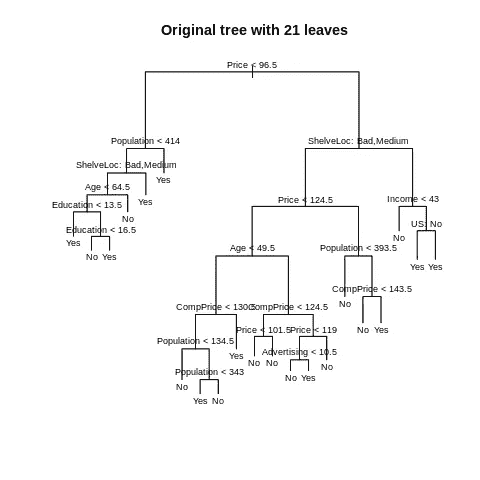 Original tree with 21 leaves
Price < 96.5
Population < 414
ShelveLoc: Bad,Medium
ShelveLoc: Bad,Medium
Yes
Age < 64.5
Yes
Price < 124.5
Income < 43
Education < 13.5
No
No
US: No
Education < 16.5
Yes
No Yes
Age < 49.5
Population < 393.5
Yes Yes
CompPrice < 130.5
CompPrice < 124.5
No
CompPrice < 143.5
Population < 134.5
Yes
Price < 101.5
Price < 119
No Yes
No No
Advertising < 10.5
No
No
Population < 343
No Yes
Yes No